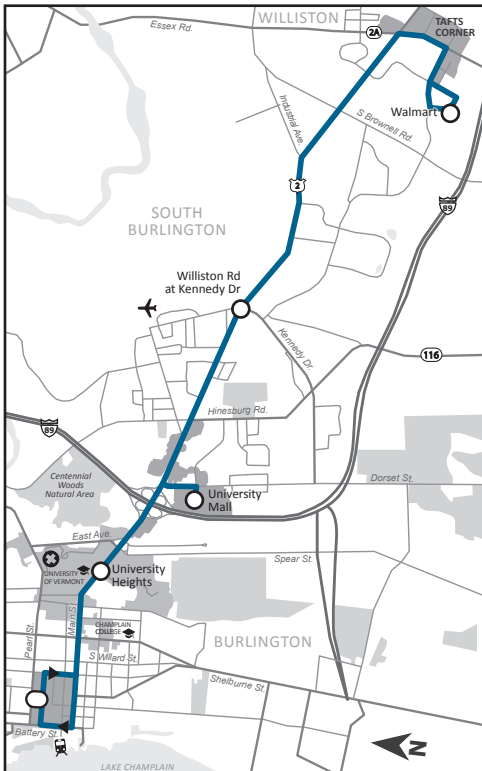 WILLISTON
TAFTS
CORNER
Essex Rd.
2A
Walmart
S Brownell Rd.
Industrial Ave.
2
89
SOUTH
BURLINGTON
Williston Rd
at Kennedy Dr
Kennedy Dr.
116
Hinesburg Rd.
89
Centennial
Woods
Natural Area
University
Mall
Dorset St.
East Ave.
Spear St.
UNIVERSITY
OF VERMONT
University
Heights
Main St.
Pearl St.
CHAMPLAIN
COLLEGE
BURLINGTON
S Willard St.
Shelburne St.
Battery St.
N
LAKE CHAMPLAIN